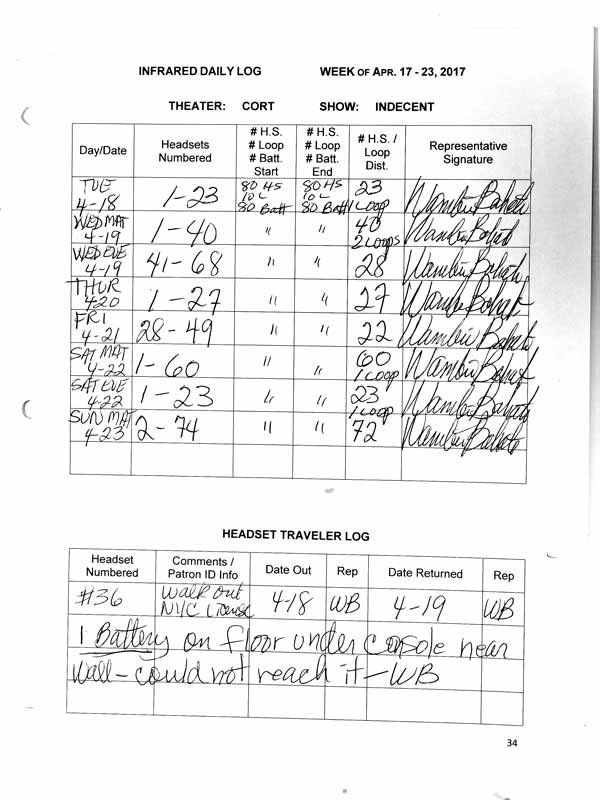 INFRARED DAILY LOG WEEK OF APR. 17 - 23, 2017
THEATER: CORT SHOW: INDECENT
Day/Date Headsets Numbered # H.S. # Loop # Batt. Start # H.S. # Loop # Batt. End # H.S. / Loop Dist. Representative Signature
TUE 4-18 1-23 80 HS 10 L 80 Batt 80 HS 10 L 80 Batt 23 1 Loop Wambui Bahati
WED MAT 4-19 1-40 " " 40 2 Loops Wambui Bahati
WED EVE 4-19 41-68 " " 28 Wambui Bahati
THUR 4-20 1-27 " " 27 Wambui Bahati
FRI 4-21 28-49 " " 22 Wambui Bahati
SAT MAT 4-22 1-60 " " 60 1 Loop Wambui Bahati
SAT EVE 4-22 1-23 " " 23 1 Loop Wambui Bahati
SUN MAT 4-23 2-74 " " 72 Wambui Bahati
HEADSET TRAVELER LOG
Headset Numbered Comments / Patron ID Info Date Out Rep Date Returned Rep
#36 Walk out NYC License 4-18 WB 4-19 WB
1 Battery on floor under console near
wall - could not reach it - WB
34